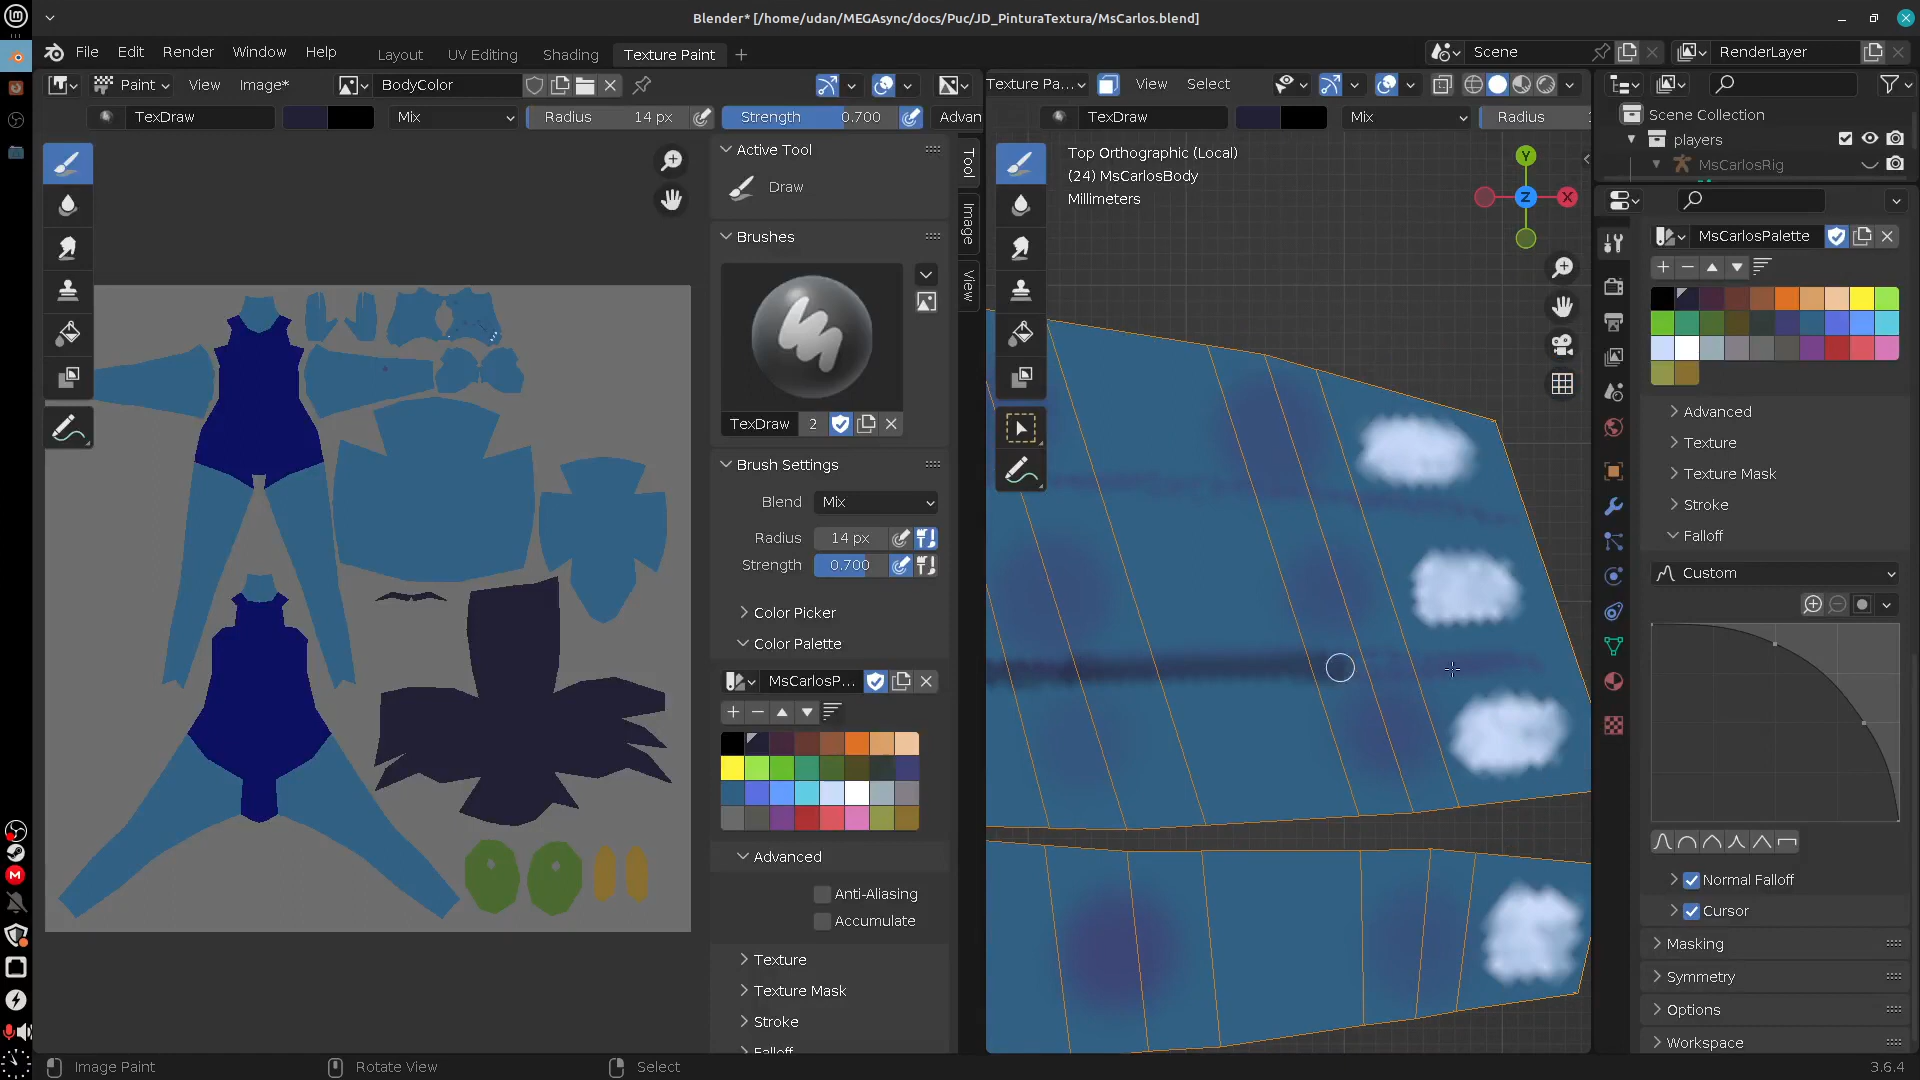 Blender* [/home/udan/MEGAsync/docs/Puc/JD_PinturaTextura/MsCarlos.blend]
File Edit Render Window Help Layout UV Editing Shading Texture Paint + Scene RenderLayer
Paint View Image* BodyColor Texture Pa... View Select
TexDraw Mix Radius 14 px Strength 0.700 Advan TexDraw Mix Radius
Scene Collection
players
MsCarlosRig
Active Tool
Draw
Brushes
TexDraw 2
Brush Settings
Blend Mix
Radius 14 px
Strength 0.700
Color Picker
Color Palette
MsCarlosP...
Advanced
Anti-Aliasing
Accumulate
Texture
Texture Mask
Stroke
Falloff
Tool
Image
View
Top Orthographic (Local)
(24) MsCarlosBody
Millimeters
Y
Z
X
MsCarlosPalette
Advanced
Texture
Texture Mask
Stroke
Falloff
Custom
Normal Falloff
Cursor
Masking
Symmetry
Options
Workspace
Image Paint Rotate View Select 3.6.4